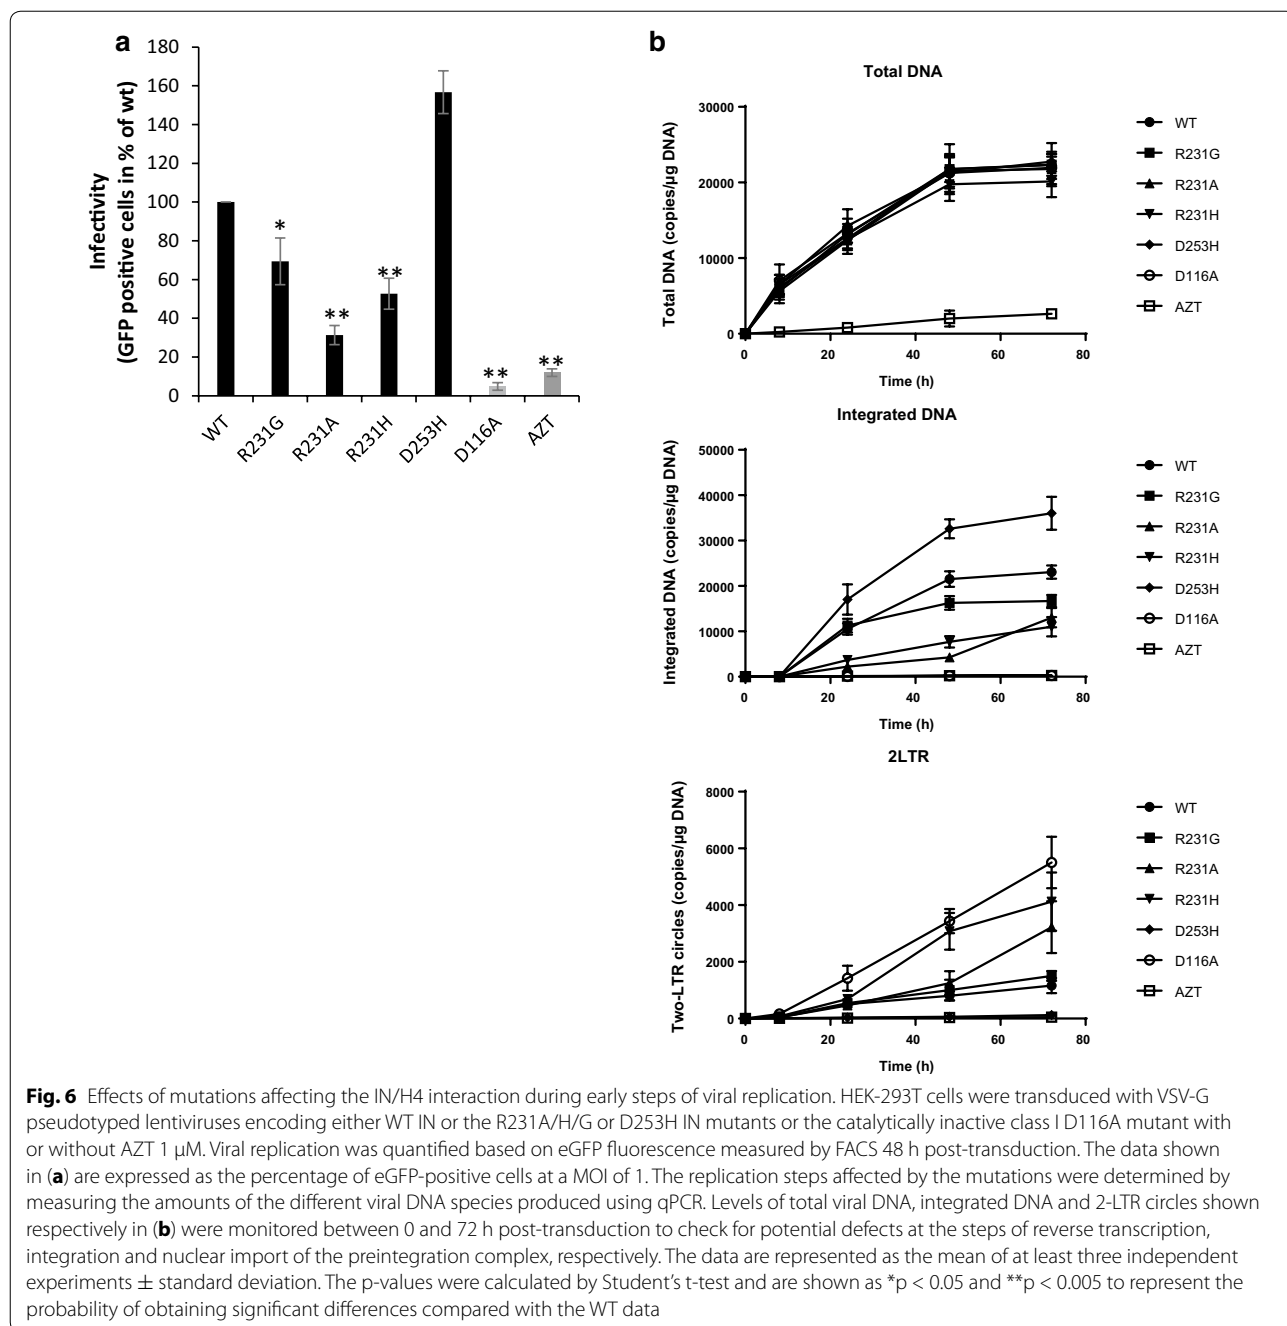 a
180
160
140
120
100
80
60
40
20
0
Infectivity
(GFP positive cells in % of wt)
*
**
**
**
**
WT
R231G
R231A
R231H
D253H
D116A
AZT
b
Total DNA
Total DNA (copies/µg DNA)
30000
20000
10000
0
0 20 40 60 80
Time (h)
WT
R231G
R231A
R231H
D253H
D116A
AZT
Integrated DNA
Integrated DNA (copies/µg DNA)
50000
40000
30000
20000
10000
0
0 20 40 60 80
Time (h)
WT
R231G
R231A
R231H
D253H
D116A
AZT
2LTR
Two-LTR circles (copies/µg DNA)
8000
6000
4000
2000
0
0 20 40 60 80
Time (h)
WT
R231G
R231A
R231H
D253H
D116A
AZT
Fig. 6 Effects of mutations affecting the IN/H4 interaction during early steps of viral replication. HEK-293T cells were transduced with VSV-G
pseudotyped lentiviruses encoding either WT IN or the R231A/H/G or D253H IN mutants or the catalytically inactive class I D116A mutant with
or without AZT 1 µM. Viral replication was quantified based on eGFP fluorescence measured by FACS 48 h post-transduction. The data shown
in (a) are expressed as the percentage of eGFP-positive cells at a MOI of 1. The replication steps affected by the mutations were determined by
measuring the amounts of the different viral DNA species produced using qPCR. Levels of total viral DNA, integrated DNA and 2-LTR circles shown
respectively in (b) were monitored between 0 and 72 h post-transduction to check for potential defects at the steps of reverse transcription,
integration and nuclear import of the preintegration complex, respectively. The data are represented as the mean of at least three independent
experiments ± standard deviation. The p-values were calculated by Student's t-test and are shown as *p < 0.05 and **p < 0.005 to represent the
probability of obtaining significant differences compared with the WT data